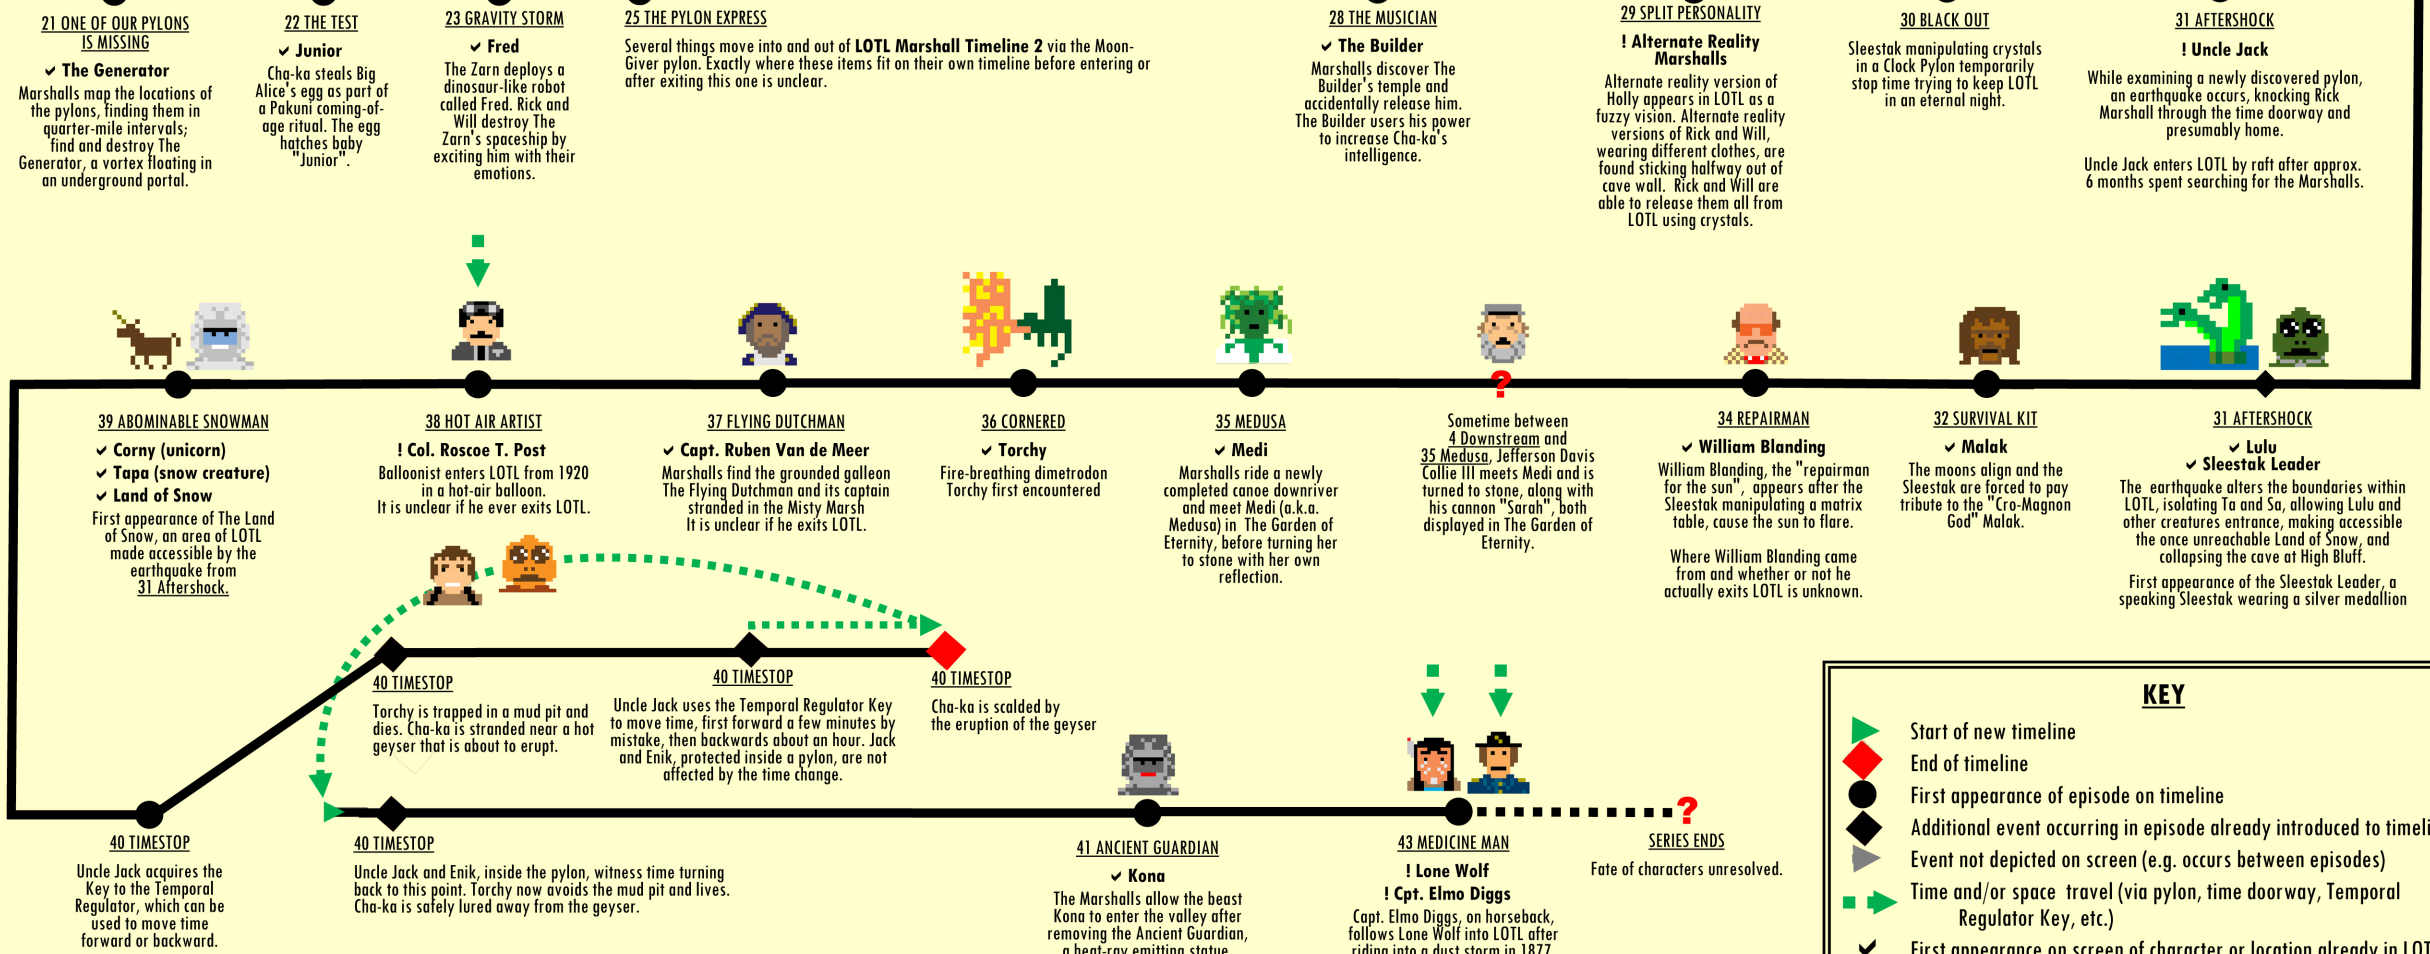 21 ONE OF OUR PYLONS
IS MISSING
✔ The Generator
Marshalls map the locations of
the pylons, finding them in
quarter-mile intervals;
find and destroy The
Generator, a vortex floating in
an underground portal.
22 THE TEST
✔ Junior
Cha-ka steals Big
Alice's egg as part of
a Pakuni coming-of-
age ritual. The egg
hatches baby
"Junior".
23 GRAVITY STORM
✔ Fred
The Zarn deploys a
dinosaur-like robot
called Fred. Rick and
Will destroy The
Zarn's spaceship by
exciting him with their
emotions.
25 THE PYLON EXPRESS
Several things move into and out of LOTL Marshall Timeline 2 via the Moon-
Giver pylon. Exactly where these items fit on their own timeline before entering or
after exiting this one is unclear.
28 THE MUSICIAN
✔ The Builder
Marshalls discover The
Builder's temple and
accidentally release him.
The Builder users his power
to increase Cha-ka's
intelligence.
29 SPLIT PERSONALITY
! Alternate Reality
Marshalls
Alternate reality version of
Holly appears in LOTL as a
fuzzy vision. Alternate reality
versions of Rick and Will,
wearing different clothes, are
found sticking halfway out of
cave wall. Rick and Will are
able to release them all from
LOTL using crystals.
30 BLACK OUT
Sleestak manipulating crystals
in a Clock Pylon temporarily
stop time trying to keep LOTL
in an eternal night.
31 AFTERSHOCK
! Uncle Jack
While examining a newly discovered pylon,
an earthquake occurs, knocking Rick
Marshall through the time doorway and
presumably home.
Uncle Jack enters LOTL by raft after approx.
6 months spent searching for the Marshalls.
39 ABOMINABLE SNOWMAN
✔ Corny (unicorn)
✔ Tapa (snow creature)
✔ Land of Snow
First appearance of The Land
of Snow, an area of LOTL
made accessible by the
earthquake from
31 Aftershock.
38 HOT AIR ARTIST
! Col. Roscoe T. Post
Balloonist enters LOTL from 1920
in a hot-air balloon.
It is unclear if he ever exits LOTL.
37 FLYING DUTCHMAN
✔ Capt. Ruben Van de Meer
Marshalls find the grounded galleon
The Flying Dutchman and its captain
stranded in the Misty Marsh
It is unclear if he exits LOTL.
36 CORNERED
✔ Torchy
Fire-breathing dimetrodon
Torchy first encountered
35 MEDUSA
✔ Medi
Marshalls ride a newly
completed canoe downriver
and meet Medi (a.k.a.
Medusa) in The Garden of
Eternity, before turning her
to stone with her own
reflection.
?
Sometime between
4 Downstream and
35 Medusa, Jefferson Davis
Collie III meets Medi and is
turned to stone, along with
his cannon "Sarah", both
displayed in The Garden of
Eternity.
34 REPAIRMAN
✔ William Blanding
William Blanding, the "repairman
for the sun", appears after the
Sleestak manipulating a matrix
table, cause the sun to flare.
Where William Blanding came
from and whether or not he
actually exits LOTL is unknown.
32 SURVIVAL KIT
✔ Malak
The moons align and the
Sleestak are forced to pay
tribute to the "Cro-Magnon
God" Malak.
31 AFTERSHOCK
✔ Lulu
✔ Sleestak Leader
The earthquake alters the boundaries within
LOTL, isolating Ta and Sa, allowing Lulu and
other creatures entrance, making accessible
the once unreachable Land of Snow, and
collapsing the cave at High Bluff.
First appearance of the Sleestak Leader, a
speaking Sleestak wearing a silver medallion
40 TIMESTOP
Torchy is trapped in a mud pit and
dies. Cha-ka is stranded near a hot
geyser that is about to erupt.
40 TIMESTOP
Uncle Jack uses the Temporal Regulator Key
to move time, first forward a few minutes by
mistake, then backwards about an hour. Jack
and Enik, protected inside a pylon, are not
affected by the time change.
40 TIMESTOP
Cha-ka is scalded by
the eruption of the geyser
40 TIMESTOP
Uncle Jack acquires the
Key to the Temporal
Regulator, which can be
used to move time
forward or backward.
40 TIMESTOP
Uncle Jack and Enik, inside the pylon, witness time turning
back to this point. Torchy now avoids the mud pit and lives.
Cha-ka is safely lured away from the geyser.
41 ANCIENT GUARDIAN
✔ Kona
The Marshalls allow the beast
Kona to enter the valley after
removing the Ancient Guardian,
a heat-ray emitting statue
43 MEDICINE MAN
! Lone Wolf
! Cpt. Elmo Diggs
Capt. Elmo Diggs, on horseback,
follows Lone Wolf into LOTL after
riding into a dust storm in 1877
?
SERIES ENDS
Fate of characters unresolved.
KEY
Start of new timeline
End of timeline
First appearance of episode on timeline
Additional event occurring in episode already introduced to timeli
Event not depicted on screen (e.g. occurs between episodes)
Time and/or space travel (via pylon, time doorway, Temporal
Regulator Key, etc.)
✔ First appearance on screen of character or location already in LOT